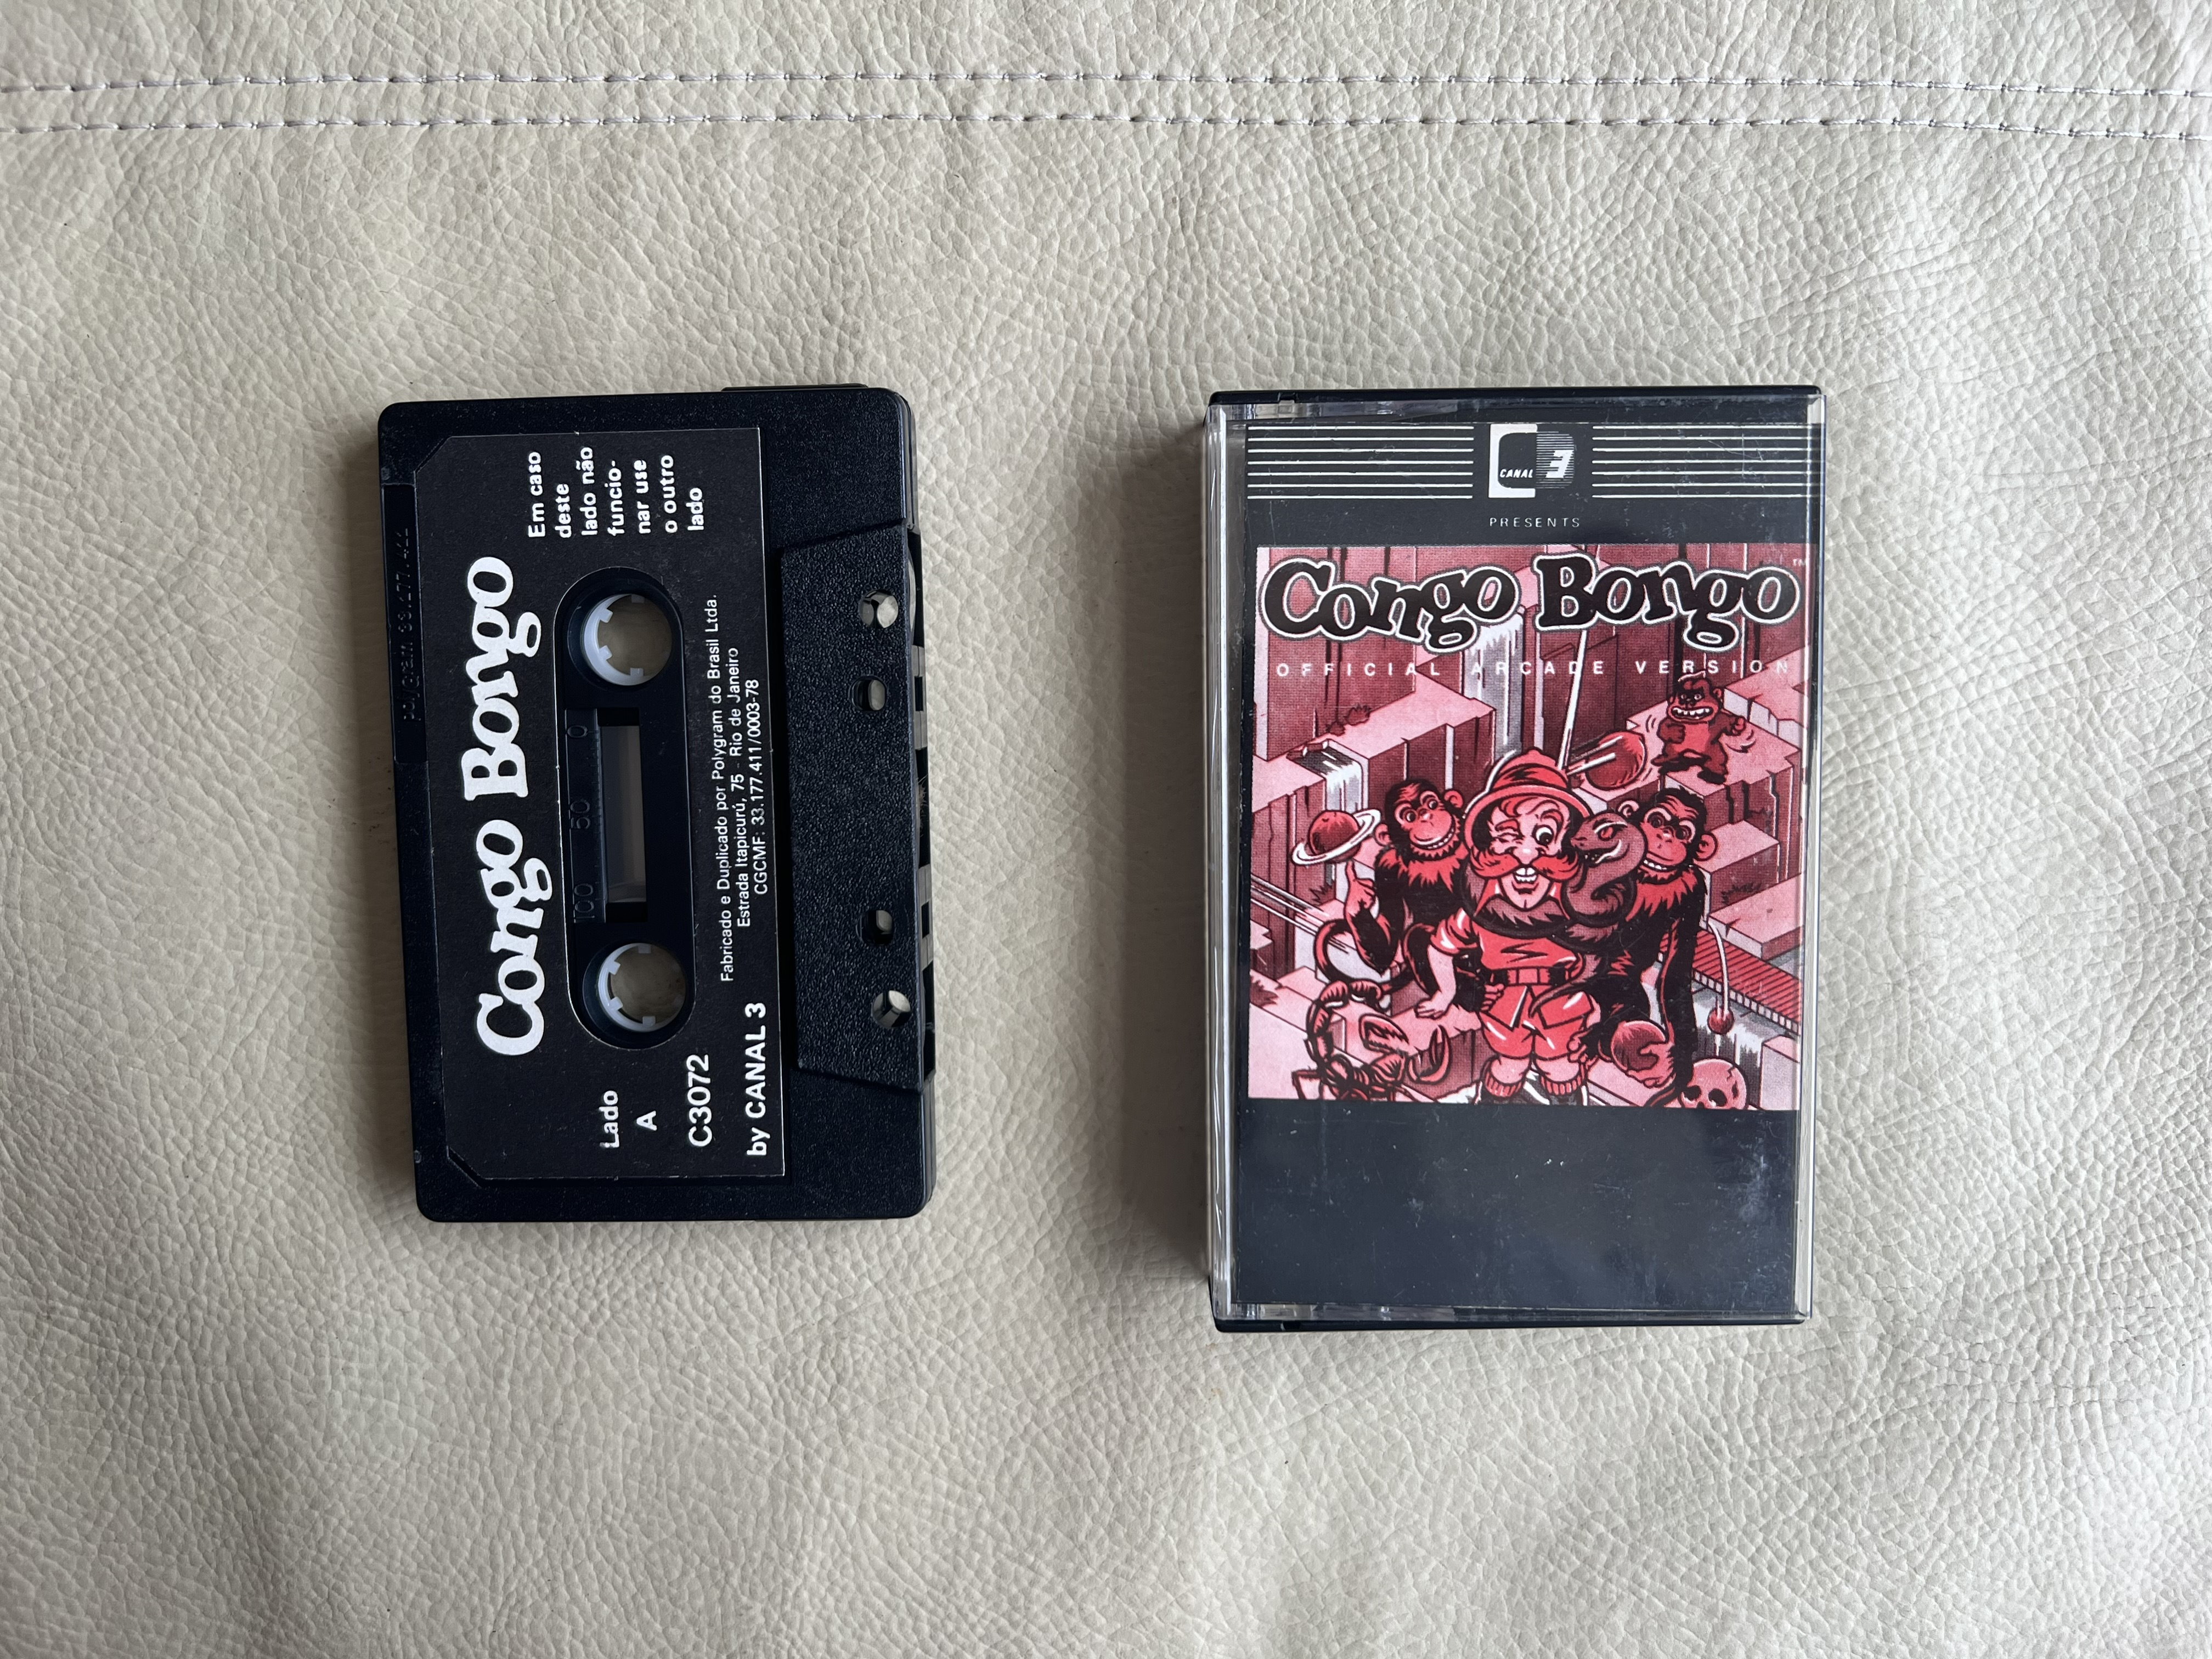 Congo Bongo
Em caso
deste
lado não
funcio-
nar use
o outro
lado
100 50 0
Lado
A
C3072
by CANAL 3
Fabricado e Duplicado por Polygram do Brasil Ltda.
Estrada Itapicurú, 75 - Rio de Janeiro
CGCMF: 33.177.411/0003-78
CANAL 3
PRESENTS
Congo Bongo TM
OFFICIAL ARCADE VERSION